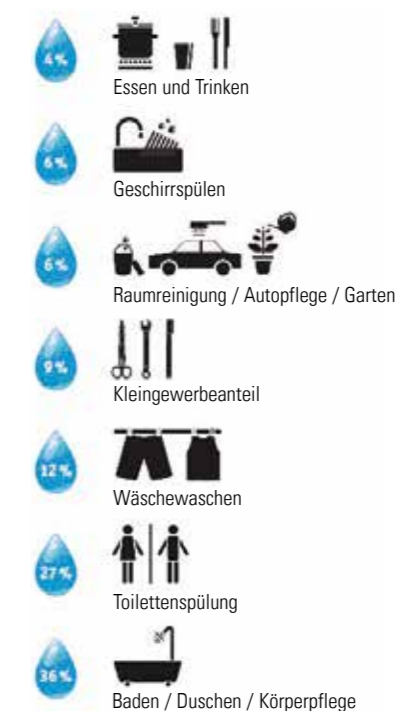 4%
Essen und Trinken
6%
Geschirrspülen
6%
Raumreinigung / Autopflege / Garten
9%
Kleingewerbeanteil
12%
Wäschewaschen
27%
Toilettenspülung
36%
Baden / Duschen / Körperpflege